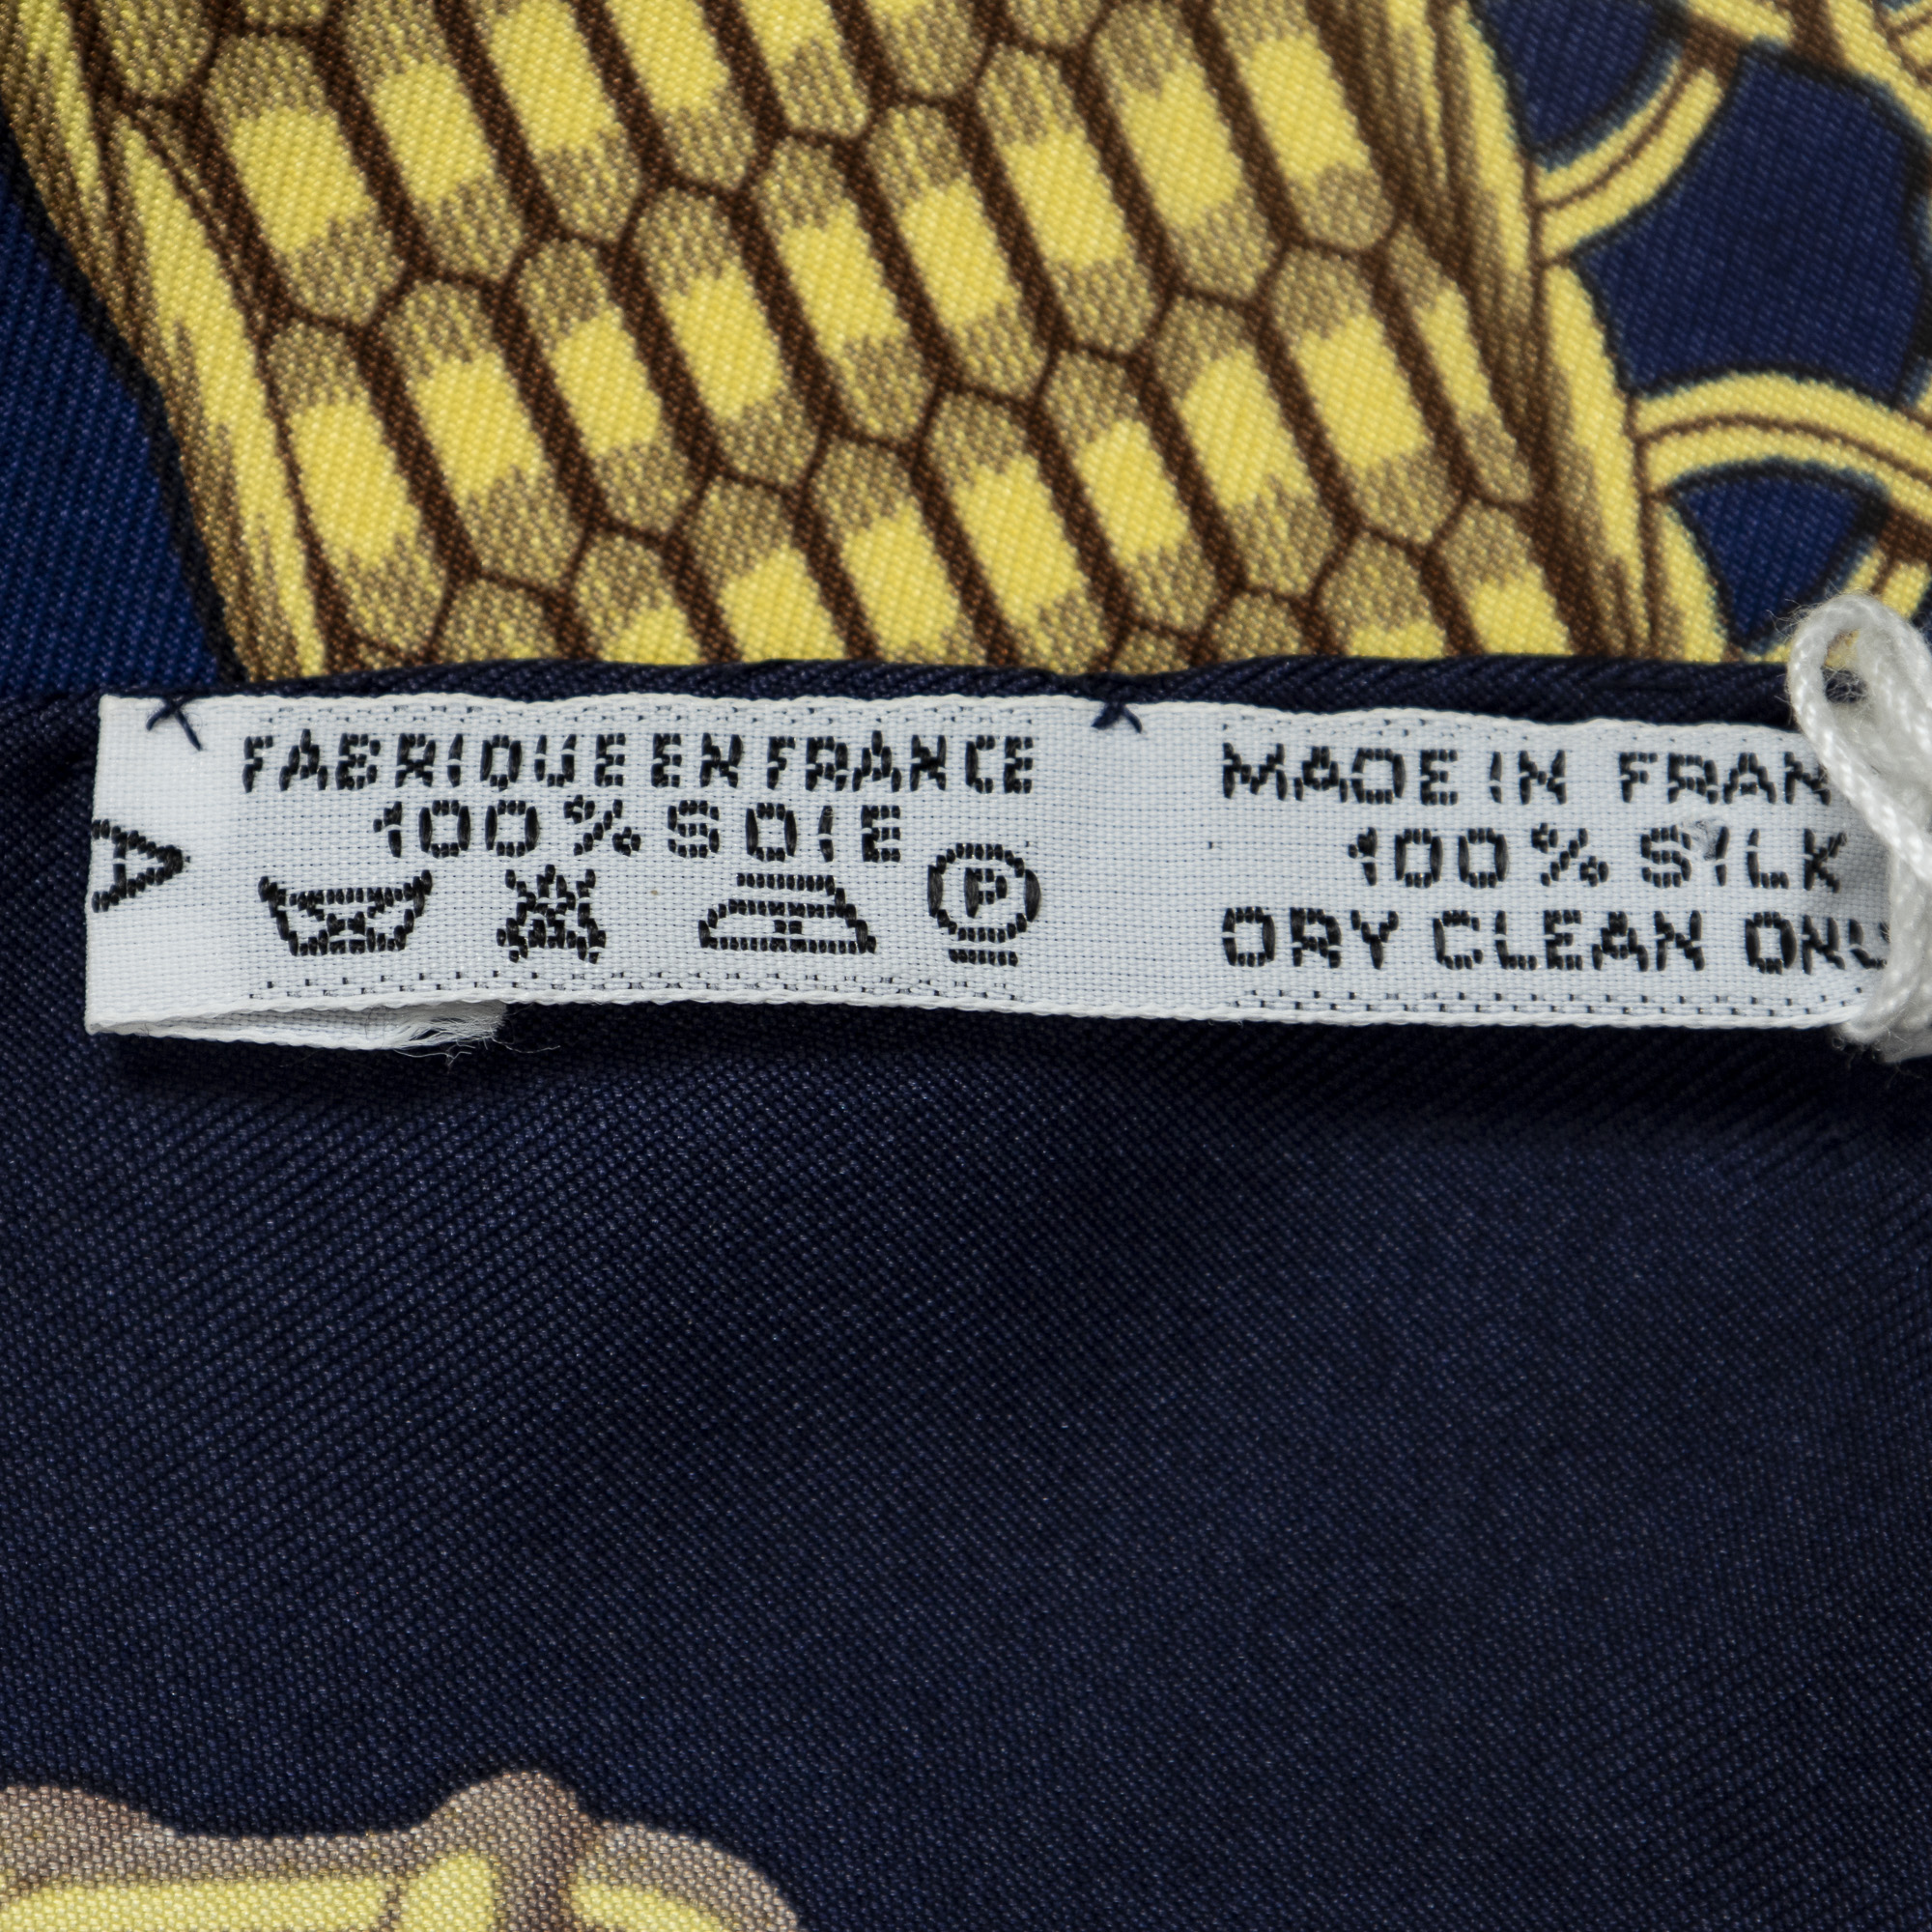 A
FABRIQUE EN FRANCE
100% SOIE
P
MADE IN FRAN
100% SILK
DRY CLEAN ONL